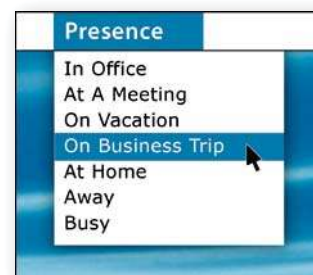 Presence
In Office
At A Meeting
On Vacation
On Business Trip
At Home
Away
Busy